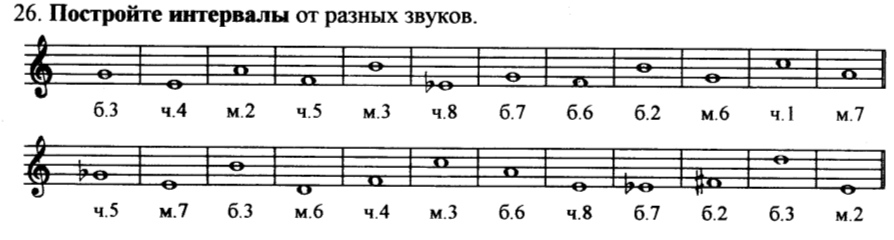 26. Постройте интервалы от разных звуков.
б.3 ч.4 м.2 ч.5 м.3 ч.8 б.7 б.6 б.2 м.6 ч.1 м.7
ч.5 м.7 б.3 м.6 ч.4 м.3 б.6 ч.8 б.7 б.2 б.3 м.2